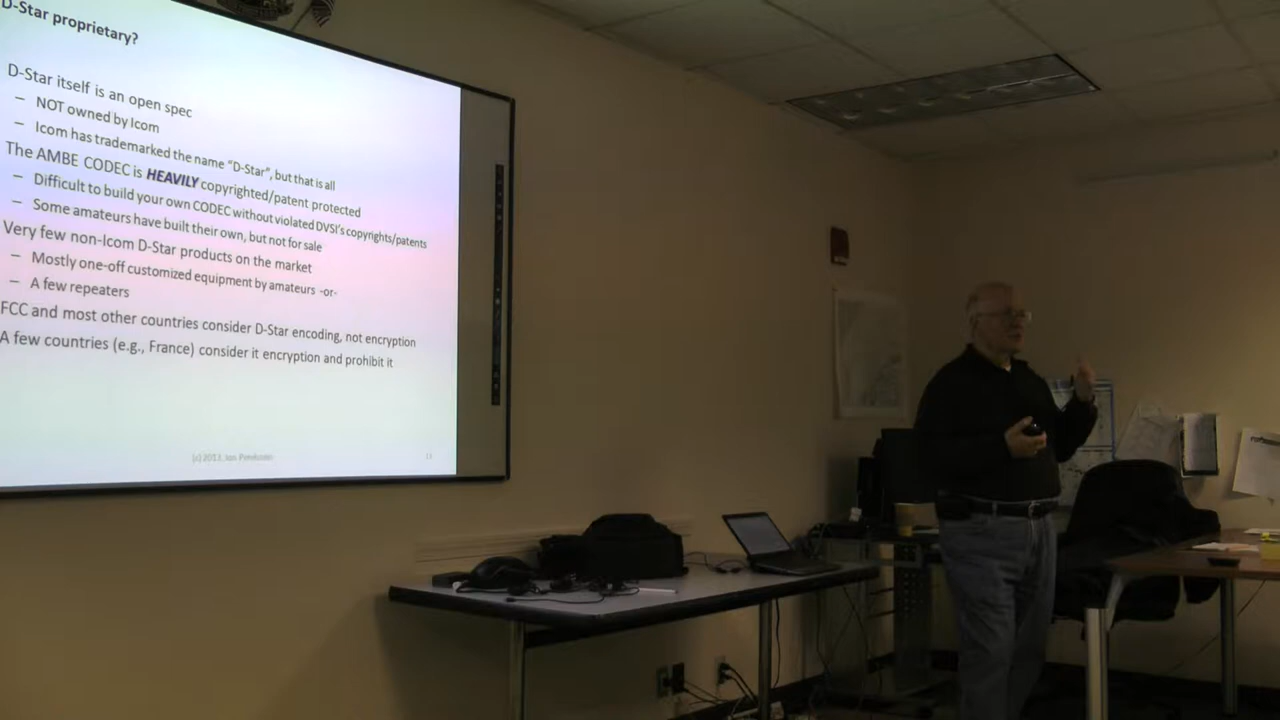 D-Star proprietary?
D-Star itself is an open spec
– NOT owned by Icom
– Icom has trademarked the name “D-Star”, but that is all
The AMBE CODEC is HEAVILY copyrighted/patent protected
– Difficult to build your own CODEC without violated DVSI's copyrights/patents
– Some amateurs have built their own, but not for sale
Very few non-Icom D-Star products on the market
– Mostly one-off customized equipment by amateurs -or-
– A few repeaters
FCC and most other countries consider D-Star encoding, not encryption
A few countries (e.g., France) consider it encryption and prohibit it
(c) 2013,